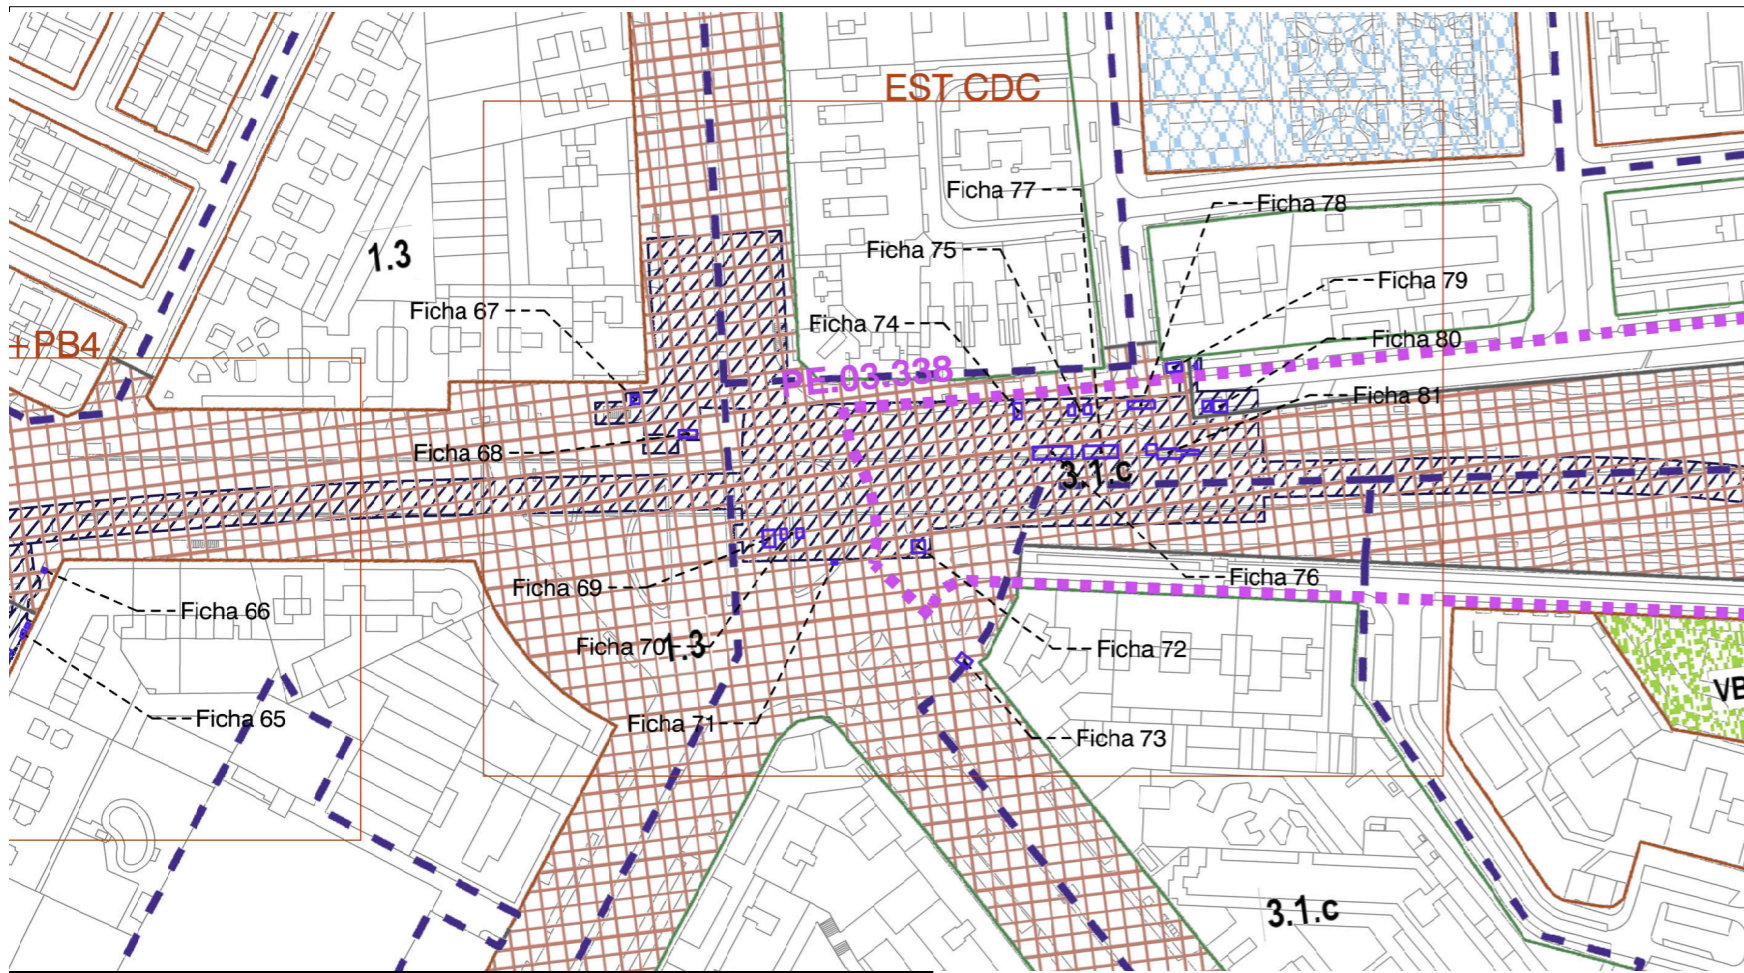 EST CDC
Ficha 77
Ficha 78
1.3
Ficha 75
Ficha 79
Ficha 67
Ficha 74
+PB4
Ficha 80
PE.03.338
Ficha 81
Ficha 68
3.1.c
Ficha 76
Ficha 69
Ficha 66
Ficha 70
1.3
Ficha 72
VB
Ficha 65
Ficha 71
Ficha 73
3.1.c